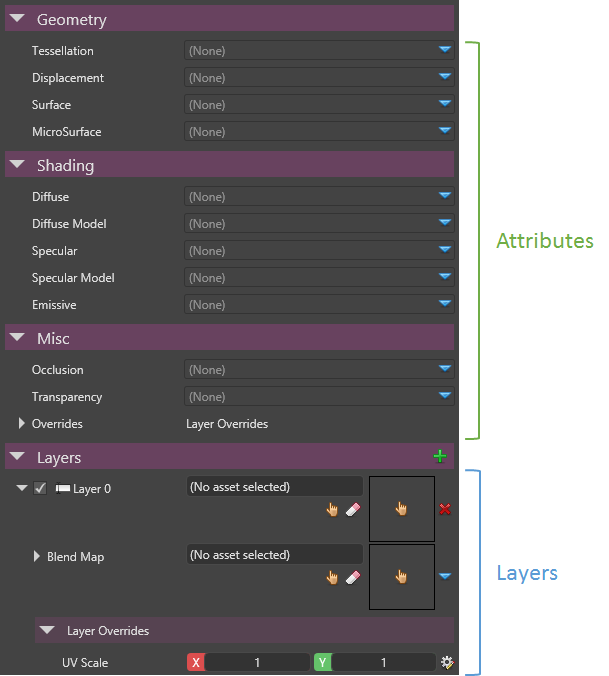 Geometry
Tessellation (None)
Displacement (None)
Surface (None)
MicroSurface (None)
Shading
Diffuse (None)
Diffuse Model (None)
Specular (None)
Specular Model (None)
Emissive (None)
Misc
Occlusion (None)
Transparency (None)
Overrides Layer Overrides
Attributes
Layers
Layer 0 (No asset selected)
Blend Map (No asset selected)
Layer Overrides
UV Scale X 1 Y 1
Layers